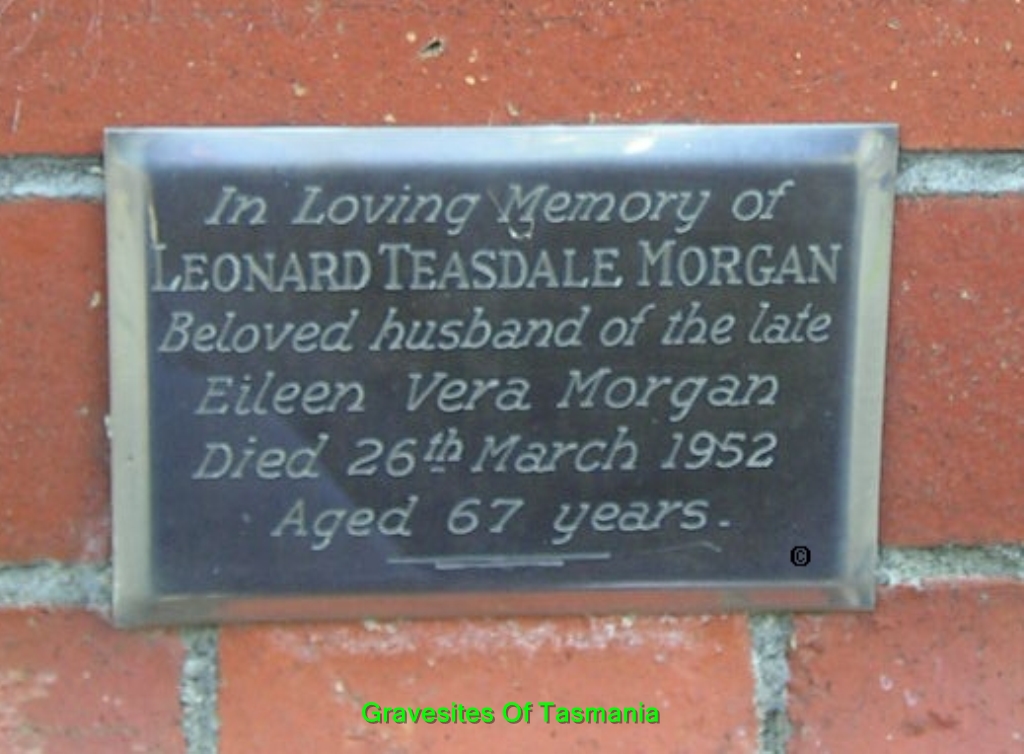 In Loving Memory of
LEONARD TEASDALE MORGAN
Beloved husband of the late
Eileen Vera Morgan
Died 26th March 1952
Aged 67 years.
©
Gravesites Of Tasmania